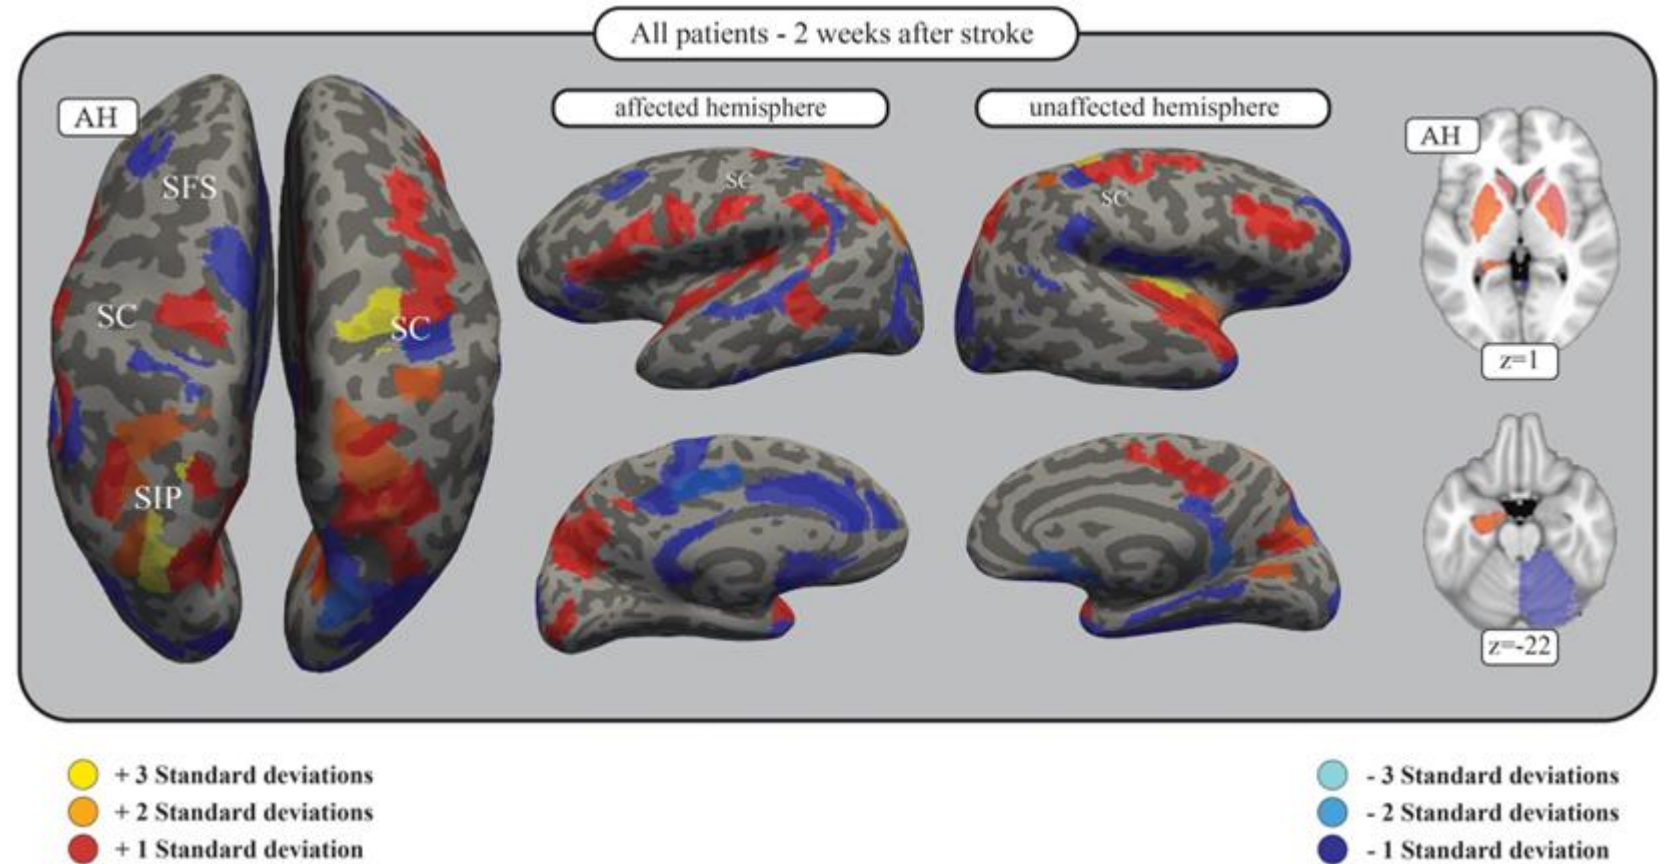 All patients - 2 weeks after stroke
AH
affected hemisphere
unaffected hemisphere
AH
SFS
SC
SC
SC
SC
SIP
z=1
z=-22
+ 3 Standard deviations
+ 2 Standard deviations
+ 1 Standard deviation
- 3 Standard deviations
- 2 Standard deviations
- 1 Standard deviation